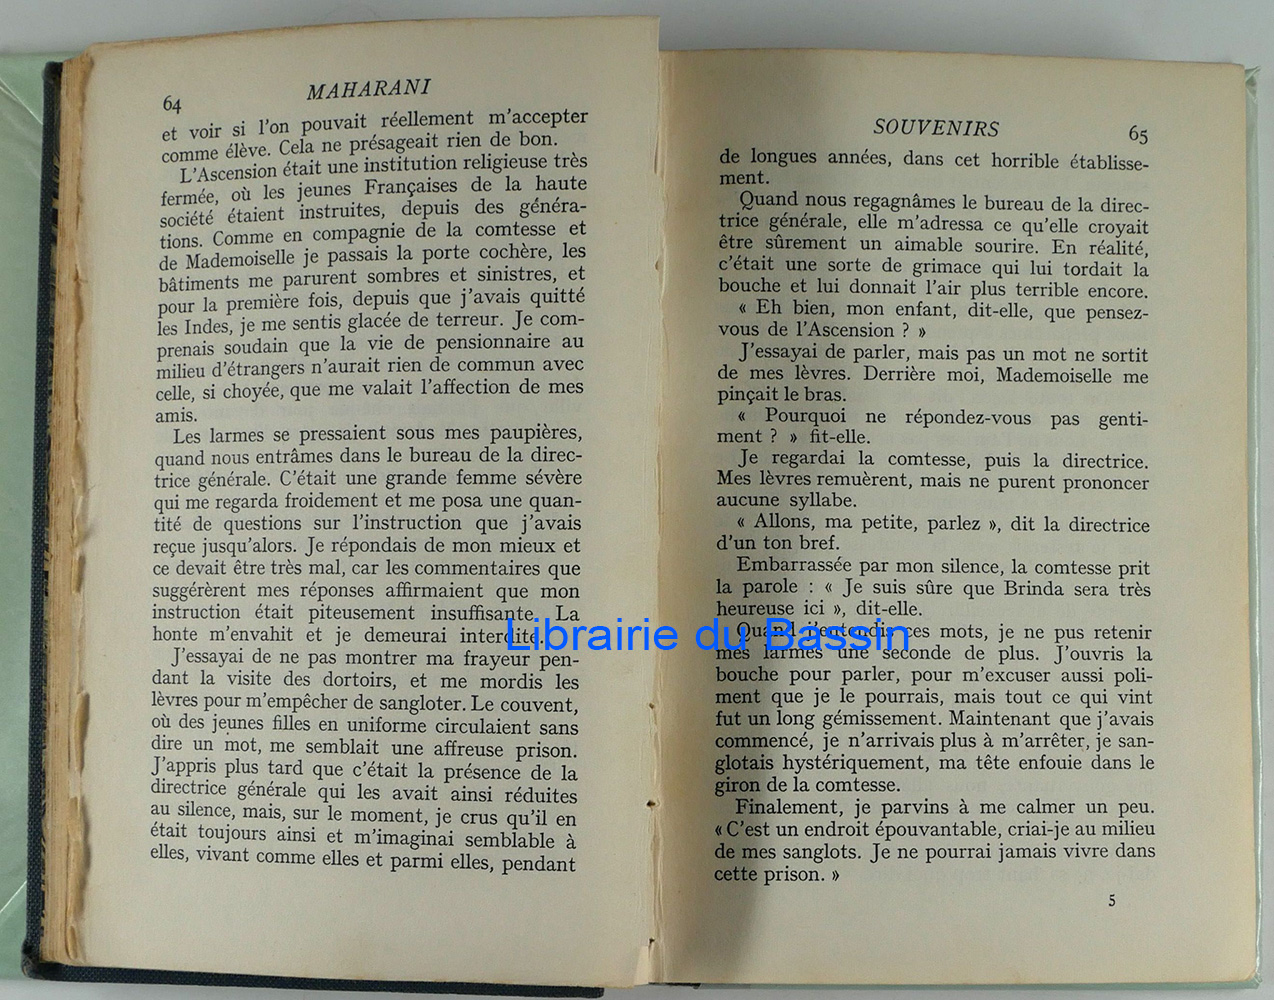 64
MAHARANI
et voir si l'on pouvait réellement m'accepter
comme élève. Cela ne présageait rien de bon.
L'Ascension était une institution religieuse très
fermée, où les jeunes Françaises de la haute
société étaient instruites, depuis des généra-
tions. Comme en compagnie de la comtesse et
de Mademoiselle je passais la porte cochère, les
bâtiments me parurent sombres et sinistres, et
pour la première fois, depuis que j'avais quitté
les Indes, je me sentis glacée de terreur. Je com-
prenais soudain que la vie de pensionnaire au
milieu d'étrangers n'aurait rien de commun avec
celle, si choyée, que me valait l'affection de mes
amis.
Les larmes se pressaient sous mes paupières,
quand nous entrâmes dans le bureau de la direc-
trice générale. C'était une grande femme sévère
qui me regarda froidement et me posa une quan-
tité de questions sur l'instruction que j'avais
reçue jusqu'alors. Je répondais de mon mieux et
ce devait être très mal, car les commentaires que
suggérèrent mes réponses affirmaient que mon
instruction était piteusement insuffisante. La
honte m'envahit et je demeurai interdite.
J'essayai de ne pas montrer ma frayeur pen-
dant la visite des dortoirs, et me mordis les
lèvres pour m'empêcher de sangloter. Le couvent,
où des jeunes filles en uniforme circulaient sans
dire un mot, me semblait une affreuse prison.
J'appris plus tard que c'était la présence de la
directrice générale qui les avait ainsi réduites
au silence, mais, sur le moment, je crus qu'il en
était toujours ainsi et m'imaginai semblable à
elles, vivant comme elles et parmi elles, pendant
SOUVENIRS
65
de longues années, dans cet horrible établisse-
ment.
Quand nous regagnâmes le bureau de la direc-
trice générale, elle m'adressa ce qu'elle croyait
être sûrement un aimable sourire. En réalité,
c'était une sorte de grimace qui lui tordait la
bouche et lui donnait l'air plus terrible encore.
« Eh bien, mon enfant, dit-elle, que pensez-
vous de l'Ascension ? »
J'essayai de parler, mais pas un mot ne sortit
de mes lèvres. Derrière moi, Mademoiselle me
pinçait le bras.
« Pourquoi ne répondez-vous pas genti-
ment ? » fit-elle.
Je regardai la comtesse, puis la directrice.
Mes lèvres remuèrent, mais ne purent prononcer
aucune syllabe.
« Allons, ma petite, parlez », dit la directrice
d'un ton bref.
Embarrassée par mon silence, la comtesse prit
la parole : « Je suis sûre que Brinda sera très
heureuse ici », dit-elle.
Quand j'entendis ces mots, je ne pus retenir
mes larmes une seconde de plus. J'ouvris la
bouche pour parler, pour m'excuser aussi poli-
ment que je le pourrais, mais tout ce qui vint
fut un long gémissement. Maintenant que j'avais
commencé, je n'arrivais plus à m'arrêter, je san-
glotais hystériquement, ma tête enfouie dans le
giron de la comtesse.
Finalement, je parvins à me calmer un peu.
« C'est un endroit épouvantable, criai-je au milieu
de mes sanglots. Je ne pourrai jamais vivre dans
cette prison. »
5
Librairie du Bassin